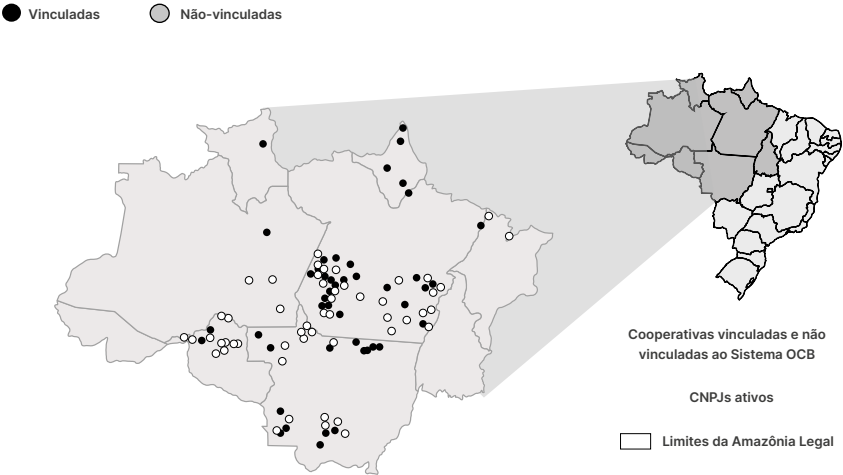 Vinculadas
Não-vinculadas
Cooperativas vinculadas e não
vinculadas ao Sistema OCB
CNPJs ativos
Limites da Amazônia Legal